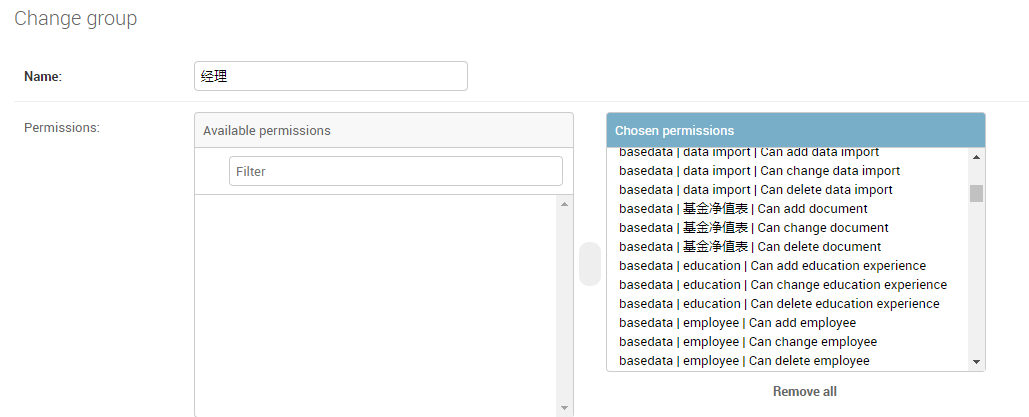 Change group
Name:
经理
Permissions:
Available permissions
Filter
Chosen permissions
basedata | data import | Can add data import
basedata | data import | Can change data import
basedata | data import | Can delete data import
basedata | 基金净值表 | Can add document
basedata | 基金净值表 | Can change document
basedata | 基金净值表 | Can delete document
basedata | education | Can add education experience
basedata | education | Can change education experience
basedata | education | Can delete education experience
basedata | employee | Can add employee
basedata | employee | Can change employee
basedata | employee | Can delete employee
Remove all